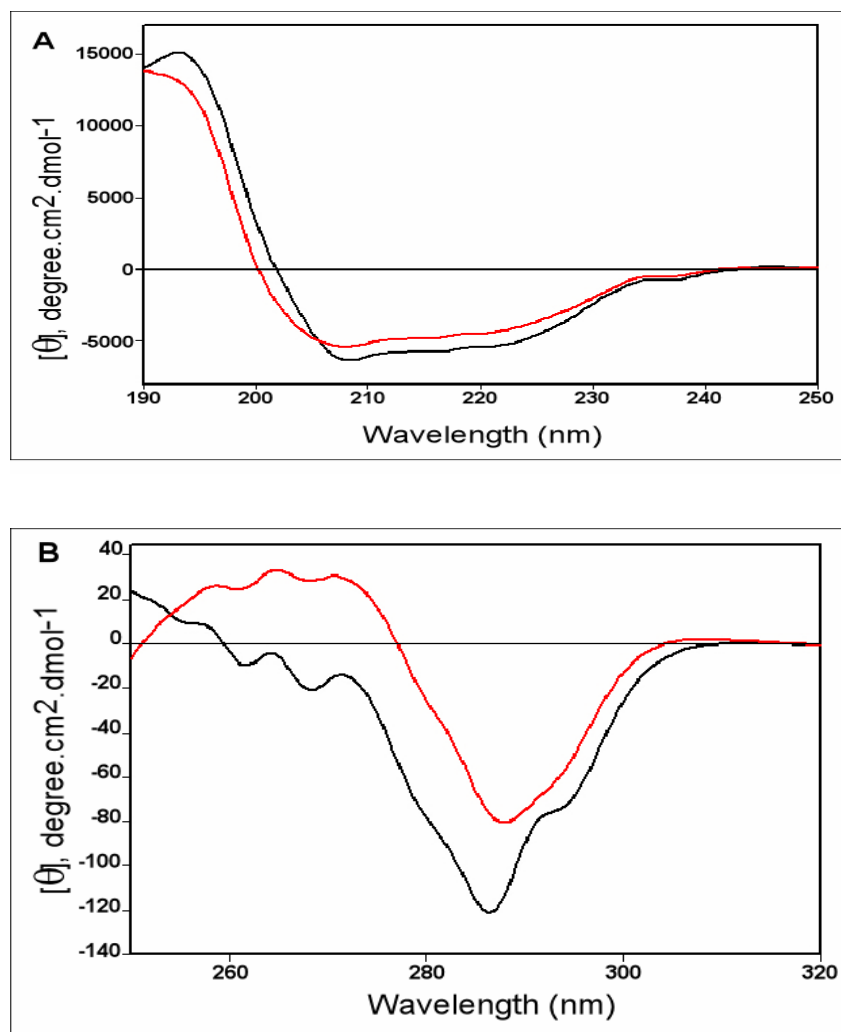 A
15000
10000
5000
0
-5000
[θ], degree.cm2.dmol-1
190 200 210 220 230 240 250
Wavelength (nm)
B
40
20
0
-20
-40
-60
-80
-100
-120
-140
[θ], degree.cm2.dmol-1
260 280 300 320
Wavelength (nm)